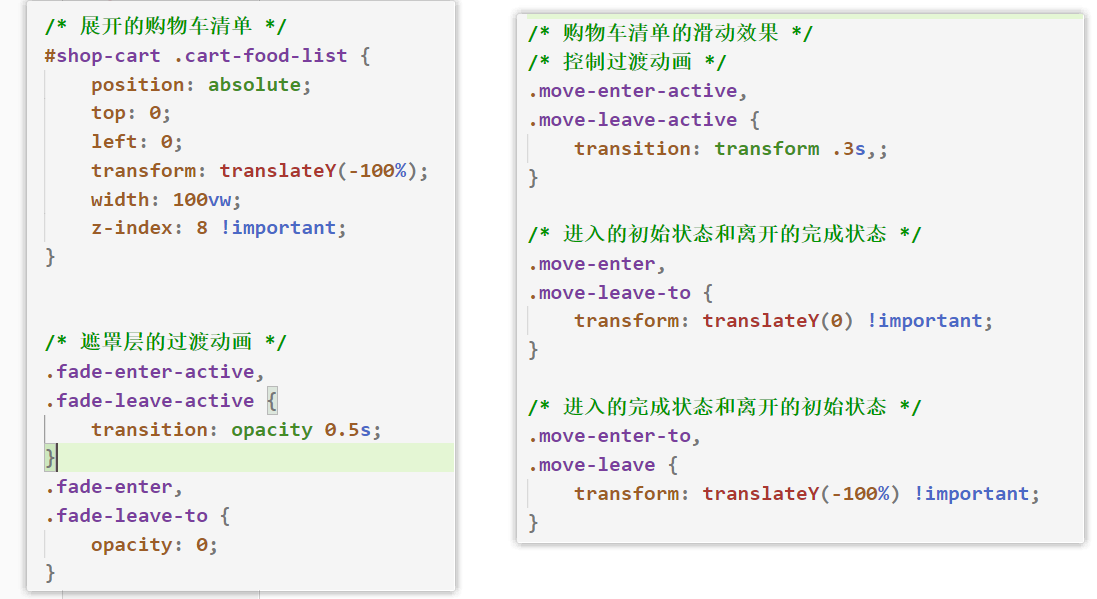 /* 展开的购物车清单 */
#shop-cart .cart-food-list {
position: absolute;
top: 0;
left: 0;
transform: translateY(-100%);
width: 100vw;
z-index: 8 !important;
}
/* 遮罩层的过渡动画 */
.fade-enter-active,
.fade-leave-active {
transition: opacity 0.5s;
}
.fade-enter,
.fade-leave-to {
opacity: 0;
}
/* 购物车清单的滑动效果 */
/* 控制过渡动画 */
.move-enter-active,
.move-leave-active {
transition: transform .3s,;
}
/* 进入的初始状态和离开的完成状态 */
.move-enter,
.move-leave-to {
transform: translateY(0) !important;
}
/* 进入的完成状态和离开的初始状态 */
.move-enter-to,
.move-leave {
transform: translateY(-100%) !important;
}